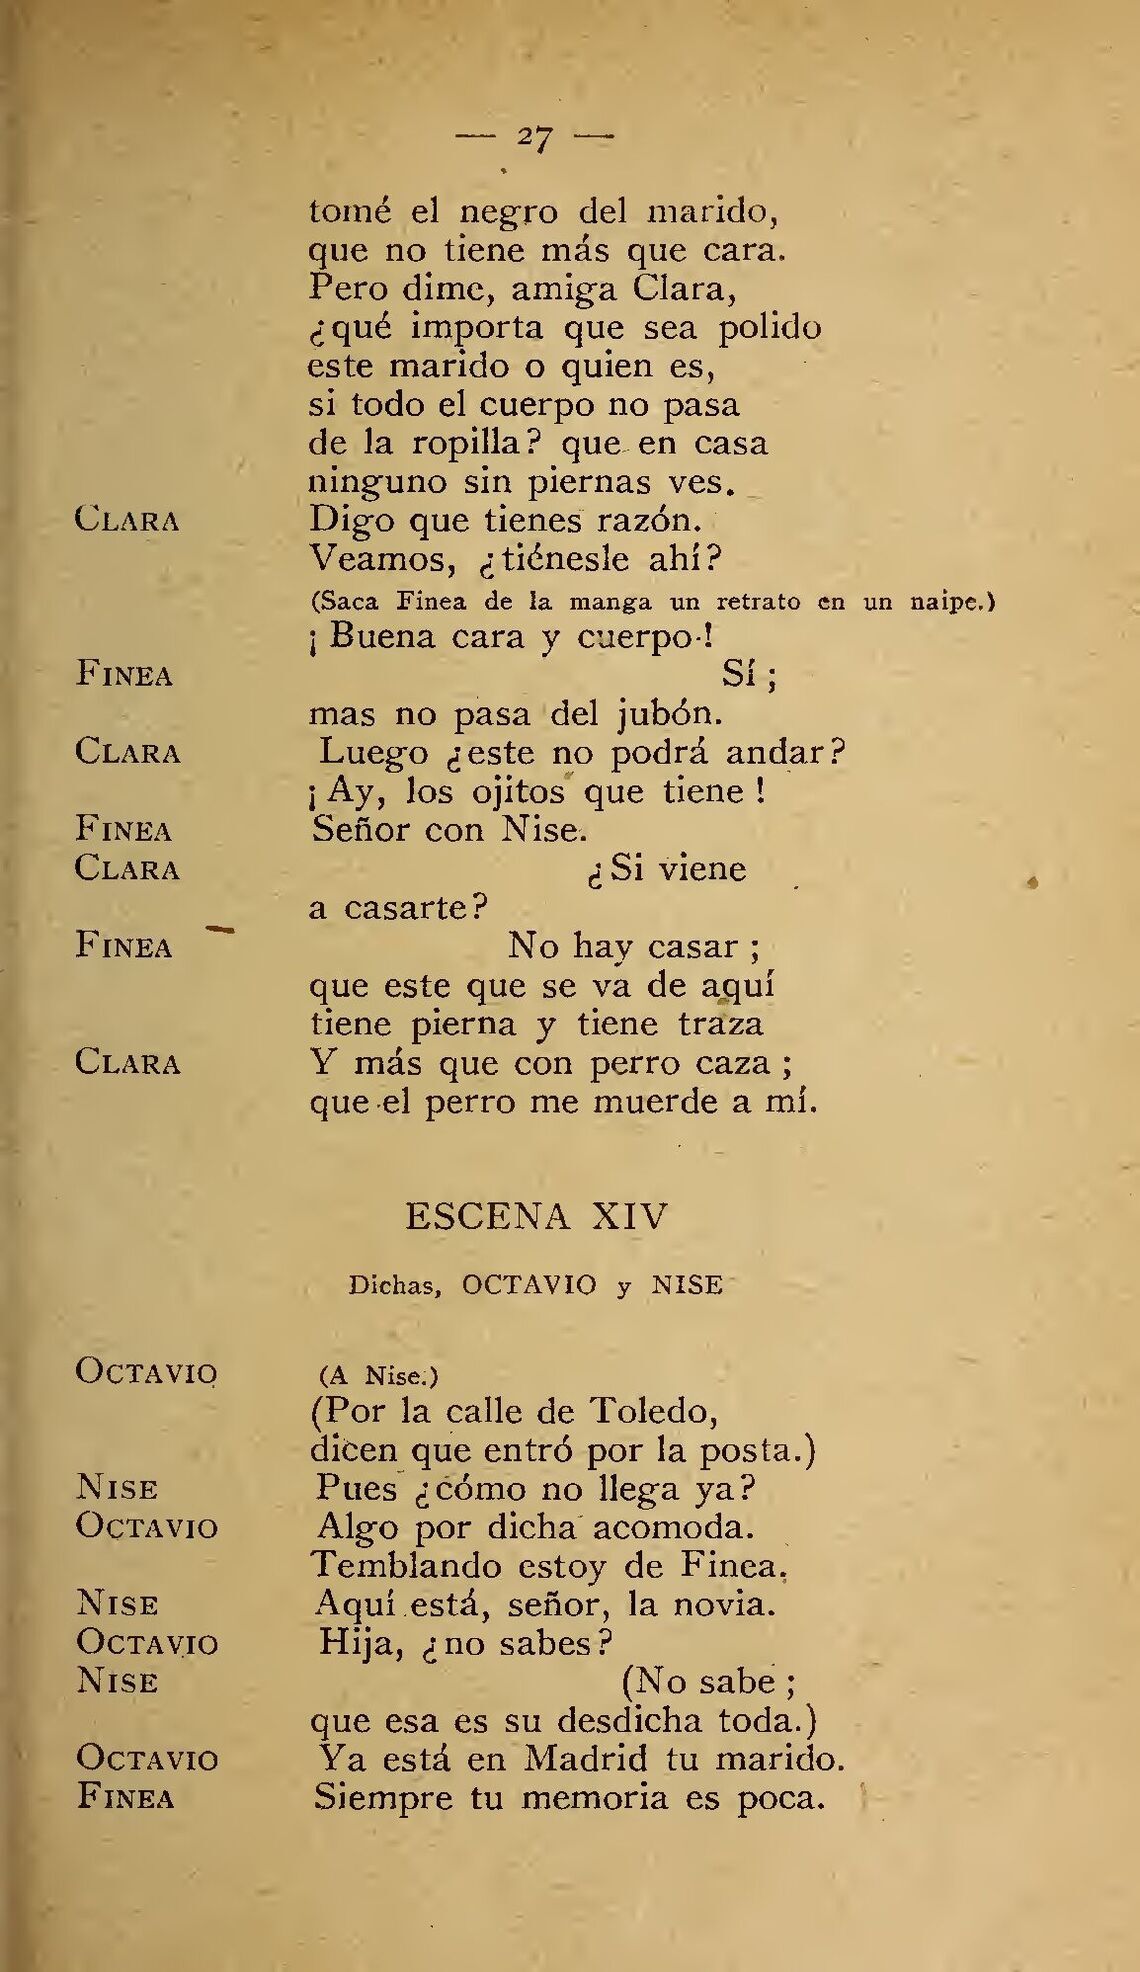 — 27 —
tomé el negro del marido,
que no tiene más que cara.
Pero dime, amiga Clara,
¿qué importa que sea polido
este marido o quien es,
si todo el cuerpo no pasa
de la ropilla? que en casa
ninguno sin piernas ves.
CLARA Digo que tienes razón.
Veamos, ¿tiénesle ahí?
(Saca Finea de la manga un retrato en un naipe.)
¡Buena cara y cuerpo!
FINEA Sí;
mas no pasa del jubón.
CLARA Luego ¿este no podrá andar?
¡Ay, los ojitos que tiene!
FINEA Señor con Nise.
CLARA ¿Si viene
a casarte?
FINEA No hay casar;
que este que se va de aquí
tiene pierna y tiene traza
CLARA Y más que con perro caza;
que el perro me muerde a mí.
ESCENA XIV
Dichas, OCTAVIO y NISE
OCTAVIO (A Nise.)
(Por la calle de Toledo,
dicen que entró por la posta.)
NISE Pues ¿cómo no llega ya?
OCTAVIO Algo por dicha acomoda.
Temblando estoy de Finea.
NISE Aquí está, señor, la novia.
OCTAVIO Hija, ¿no sabes?
NISE (No sabe;
que esa es su desdicha toda.)
OCTAVIO Ya está en Madrid tu marido.
FINEA Siempre tu memoria es poca.